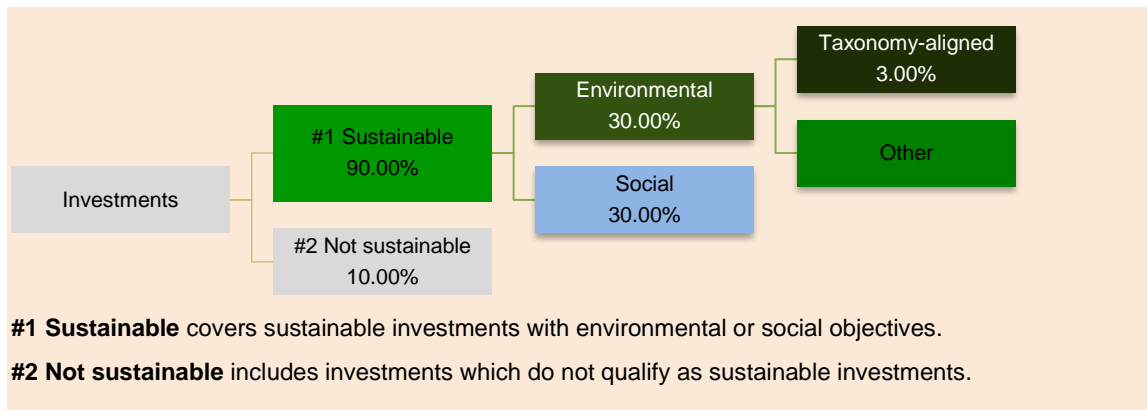 Taxonomy-aligned
3.00%
Environmental
30.00%
#1 Sustainable
90.00%
Other
Investments
Social
30.00%
#2 Not sustainable
10.00%
#1 Sustainable covers sustainable investments with environmental or social objectives.
#2 Not sustainable includes investments which do not qualify as sustainable investments.